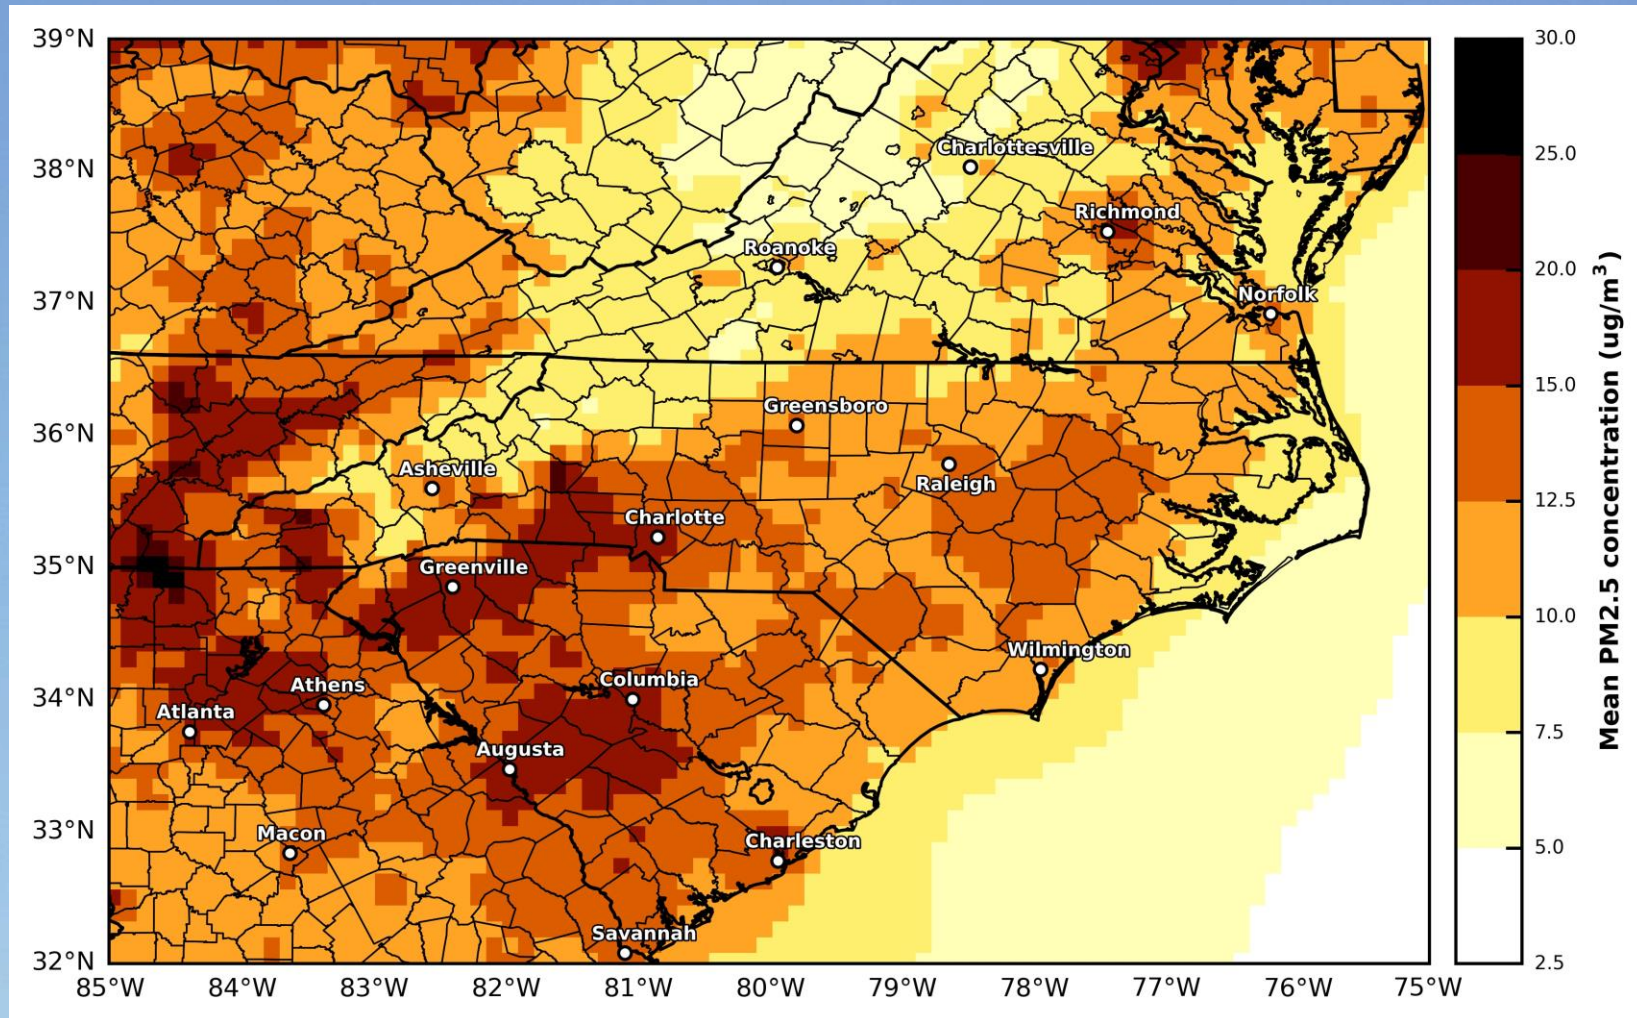 39°N
38°N
37°N
36°N
35°N
34°N
33°N
32°N
85°W
84°W
83°W
82°W
81°W
80°W
79°W
78°W
77°W
76°W
75°W
Charlottesville
Richmond
Roanoke
Norfolk
Greensboro
Asheville
Raleigh
Charlotte
Greenville
Wilmington
Columbia
Athens
Atlanta
Augusta
Macon
Charleston
Savannah
30.0
25.0
20.0
15.0
12.5
10.0
7.5
5.0
2.5
Mean PM2.5 concentration (ug/m³)